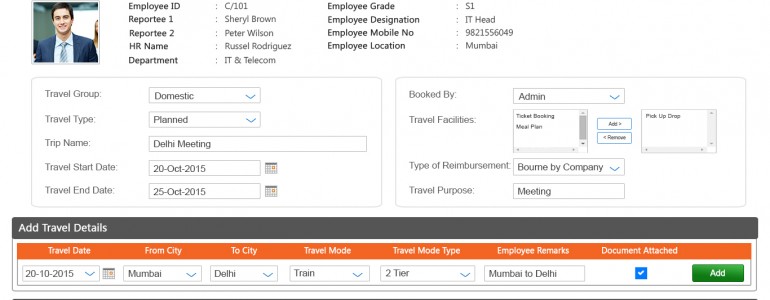 Employee ID : C/101 Employee Grade : S1
Reportee 1 : Sheryl Brown Employee Designation : IT Head
Reportee 2 : Peter Wilson Employee Mobile No : 9821556049
HR Name : Russel Rodriguez Employee Location : Mumbai
Department : IT & Telecom
Travel Group: Domestic
Travel Type: Planned
Trip Name: Delhi Meeting
Travel Start Date: 20-Oct-2015
Travel End Date: 25-Oct-2015
Booked By: Admin
Travel Facilities: Ticket Booking Add > Pick Up Drop
Meal Plan < Remove
Type of Reimbursement: Bourne by Company
Travel Purpose: Meeting
Add Travel Details
Travel Date From City To City Travel Mode Travel Mode Type Employee Remarks Document Attached
20-10-2015 Mumbai Delhi Train 2 Tier Mumbai to Delhi Add